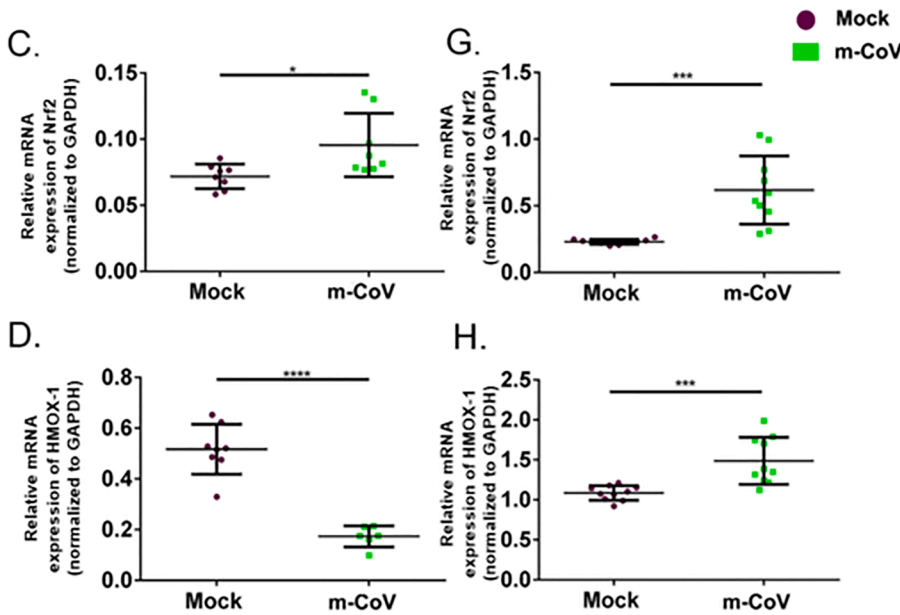 Mock
m-CoV
C.
Relative mRNA
expression of Nrf2
(normalized to GAPDH)
0.15
0.10
0.05
0.00
*
Mock
m-CoV
G.
Relative mRNA
expression of Nrf2
(normalized to GAPDH)
1.5
1.0
0.5
0.0
***
Mock
m-CoV
D.
Relative mRNA
expression of HMOX-1
(normalized to GAPDH)
0.8
0.6
0.4
0.2
0.0
****
Mock
m-CoV
H.
Relative mRNA
expression of HMOX-1
(normalized to GAPDH)
2.5
2.0
1.5
1.0
0.5
0.0
***
Mock
m-CoV